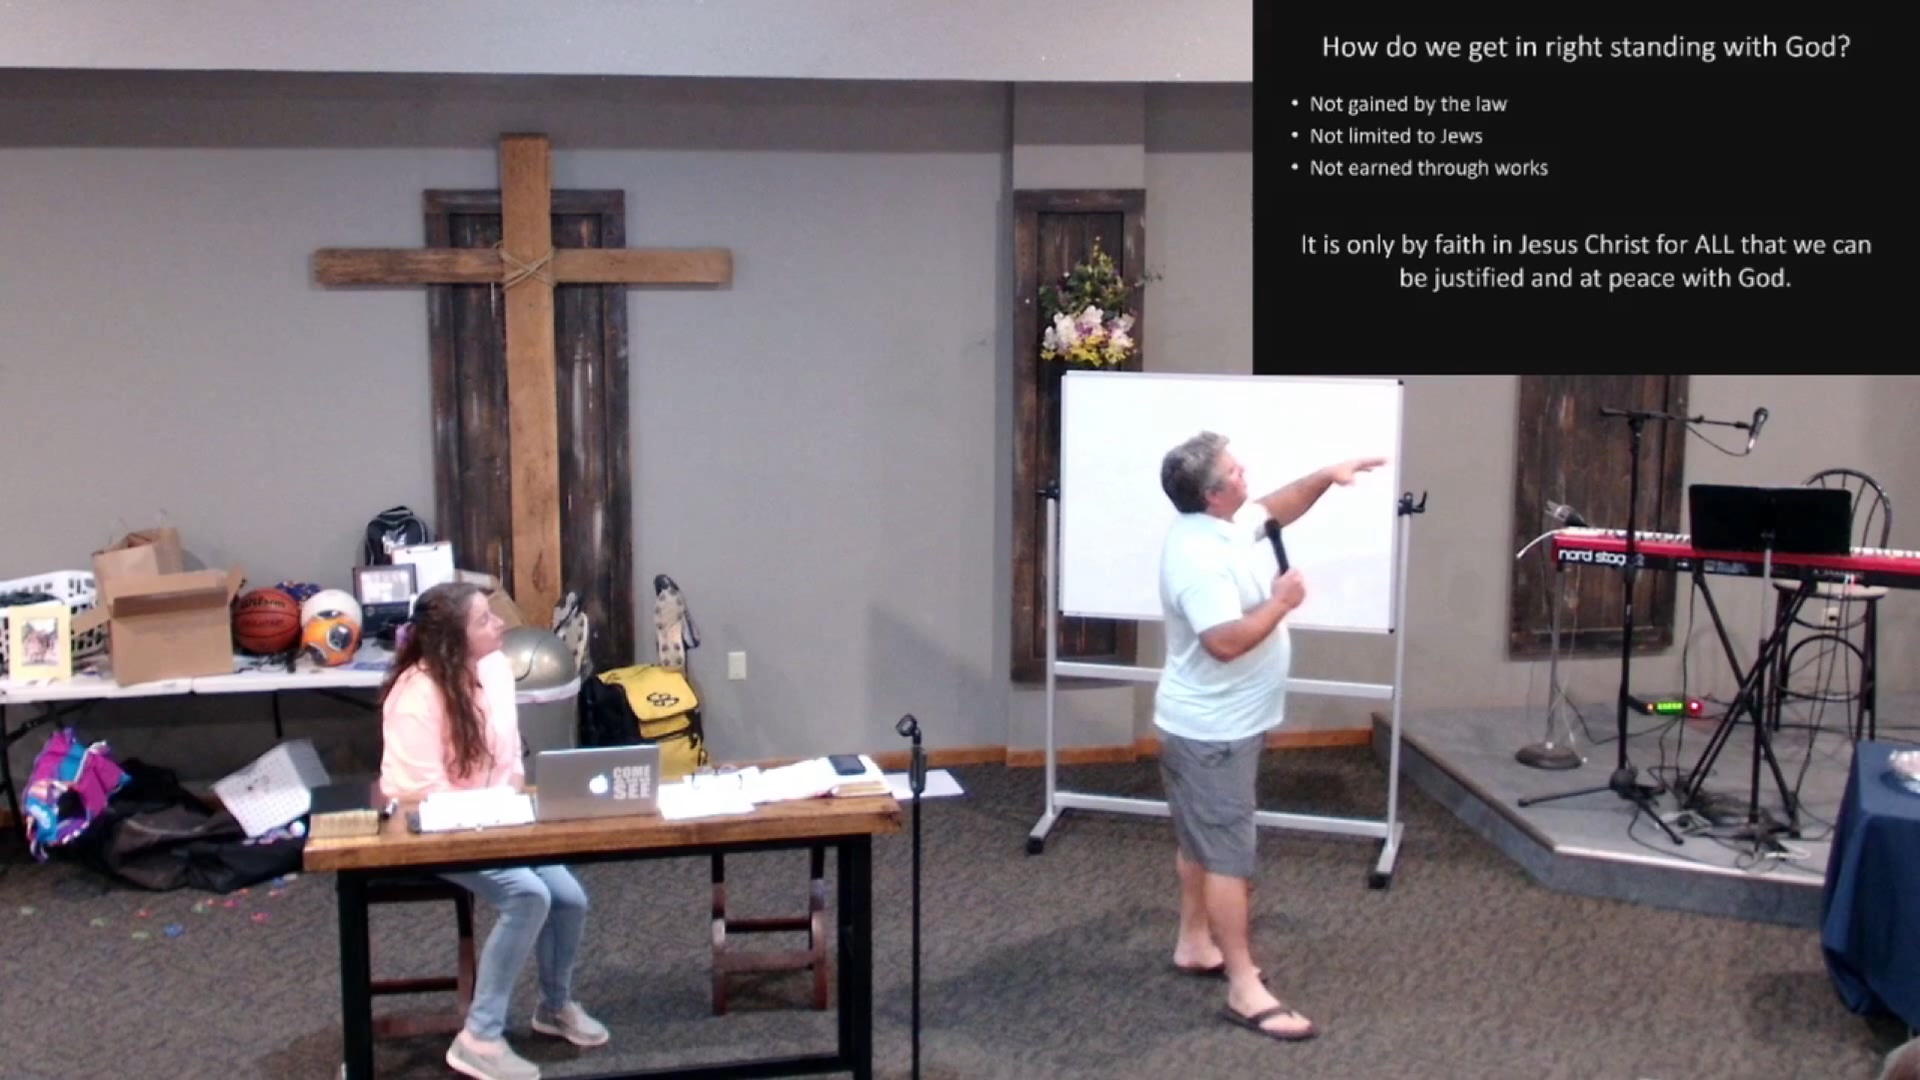 How do we get in right standing with God?
• Not gained by the law
• Not limited to Jews
• Not earned through works
It is only by faith in Jesus Christ for ALL that we can
be justified and at peace with God.
Wilson
nord stage
COME
SEE